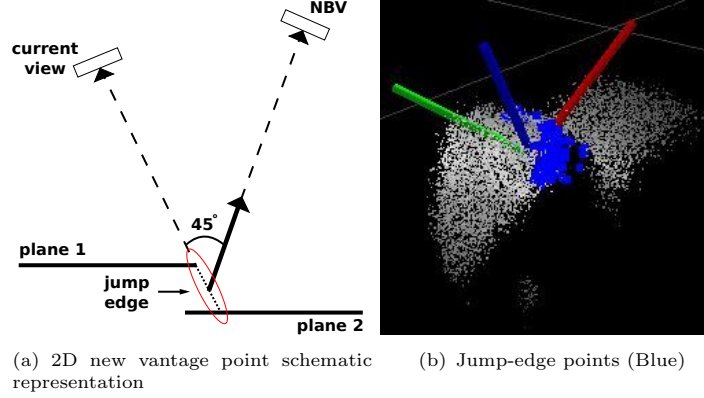 NBV
current
view
45°
plane 1
jump
edge
plane 2
(a) 2D new vantage point schematic
representation
(b) Jump-edge points (Blue)